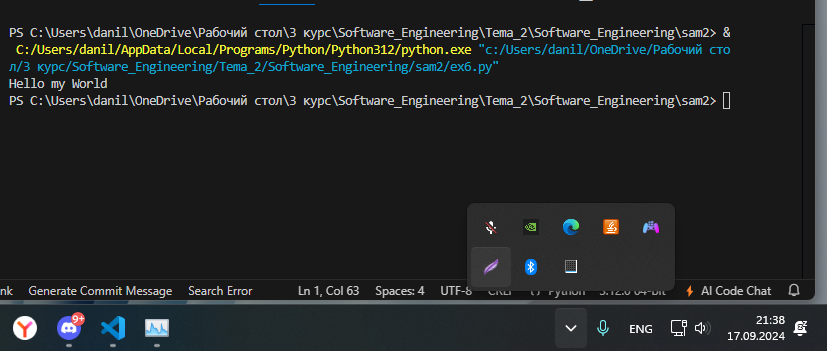 PS C:\Users\danil\OneDrive\Рабочий стол\3 курс\Software_Engineering\Tema_2\Software_Engineering\sam2> &
C:/Users/danil/AppData/Local/Programs/Python/Python312/python.exe "c:/Users/danil/OneDrive/Рабочий сто
л/3 курс/Software_Engineering/Tema_2/Software_Engineering/sam2/ex6.py"
Hello my World
PS C:\Users\danil\OneDrive\Рабочий стол\3 курс\Software_Engineering\Tema_2\Software_Engineering\sam2>
nk Generate Commit Message Search Error Ln 1, Col 63 Spaces: 4 UTF-8 CRLF Python 3.12.6 64-bit AI Code Chat
9+ ENG 21:38
17.09.2024